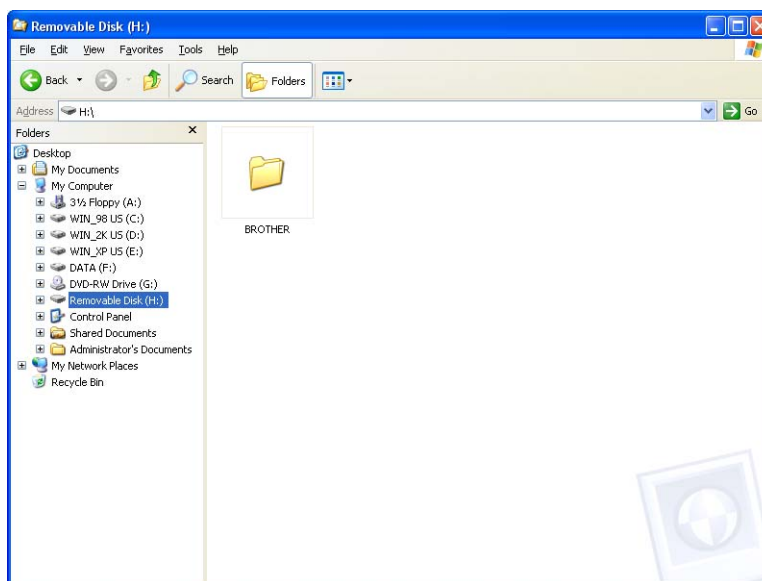 Removable Disk (H:)
File Edit View Favorites Tools Help
Back Search Folders
Address H:\ Go
Folders x
Desktop
My Documents
My Computer
3½ Floppy (A:)
WIN_98 US (C:)
WIN_2K US (D:)
WIN_XP US (E:)
DATA (F:)
DVD-RW Drive (G:)
Removable Disk (H:)
Control Panel
Shared Documents
Administrator's Documents
My Network Places
Recycle Bin
BROTHER